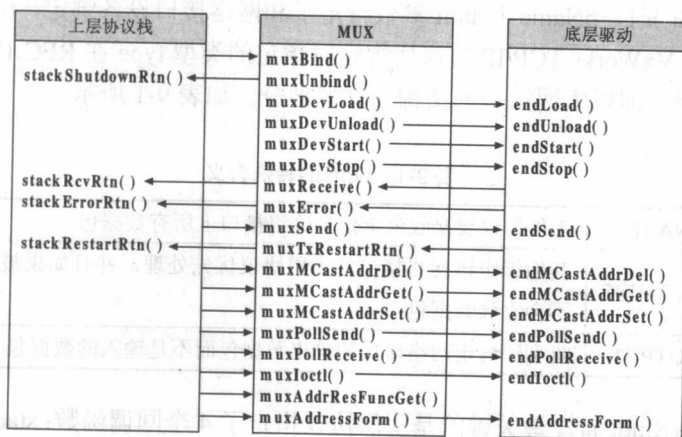 上层协议栈
MUX
底层驱动
stackShutdownRtn()
muxBind()
muxUnbind()
muxDevLoad()
endLoad()
muxDevUnload()
endUnload()
muxDevStart()
endStart()
muxDevStop()
endStop()
stackRcvRtn()
muxReceive()
stackErrorRtn()
muxError()
muxSend()
endSend()
stackRestartRtn()
muxTxRestartRtn()
muxMCastAddrDel()
endMCastAddrDel()
muxMCastAddrGet()
endMCastAddrGet()
muxMCastAddrSet()
endMCastAddrSet()
muxPollSend()
endPollSend()
muxPollReceive()
endPollReceive()
muxIoctl()
endIoctl()
muxAddrResFuncGet()
muxAddressForm()
endAddressForm()